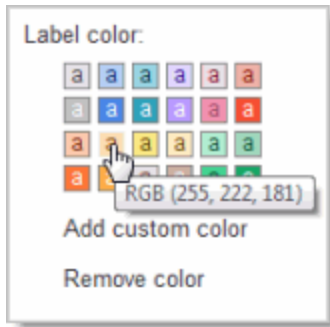 Label color:
a a a a a a
a a a a a a
a a a a a a
a
RGB (255, 222, 181)
Add custom color
Remove color